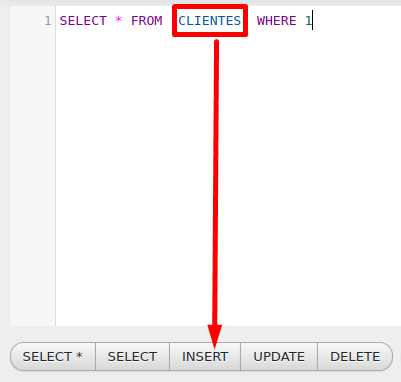 1 SELECT * FROM CLIENTES WHERE 1
SELECT * SELECT INSERT UPDATE DELETE